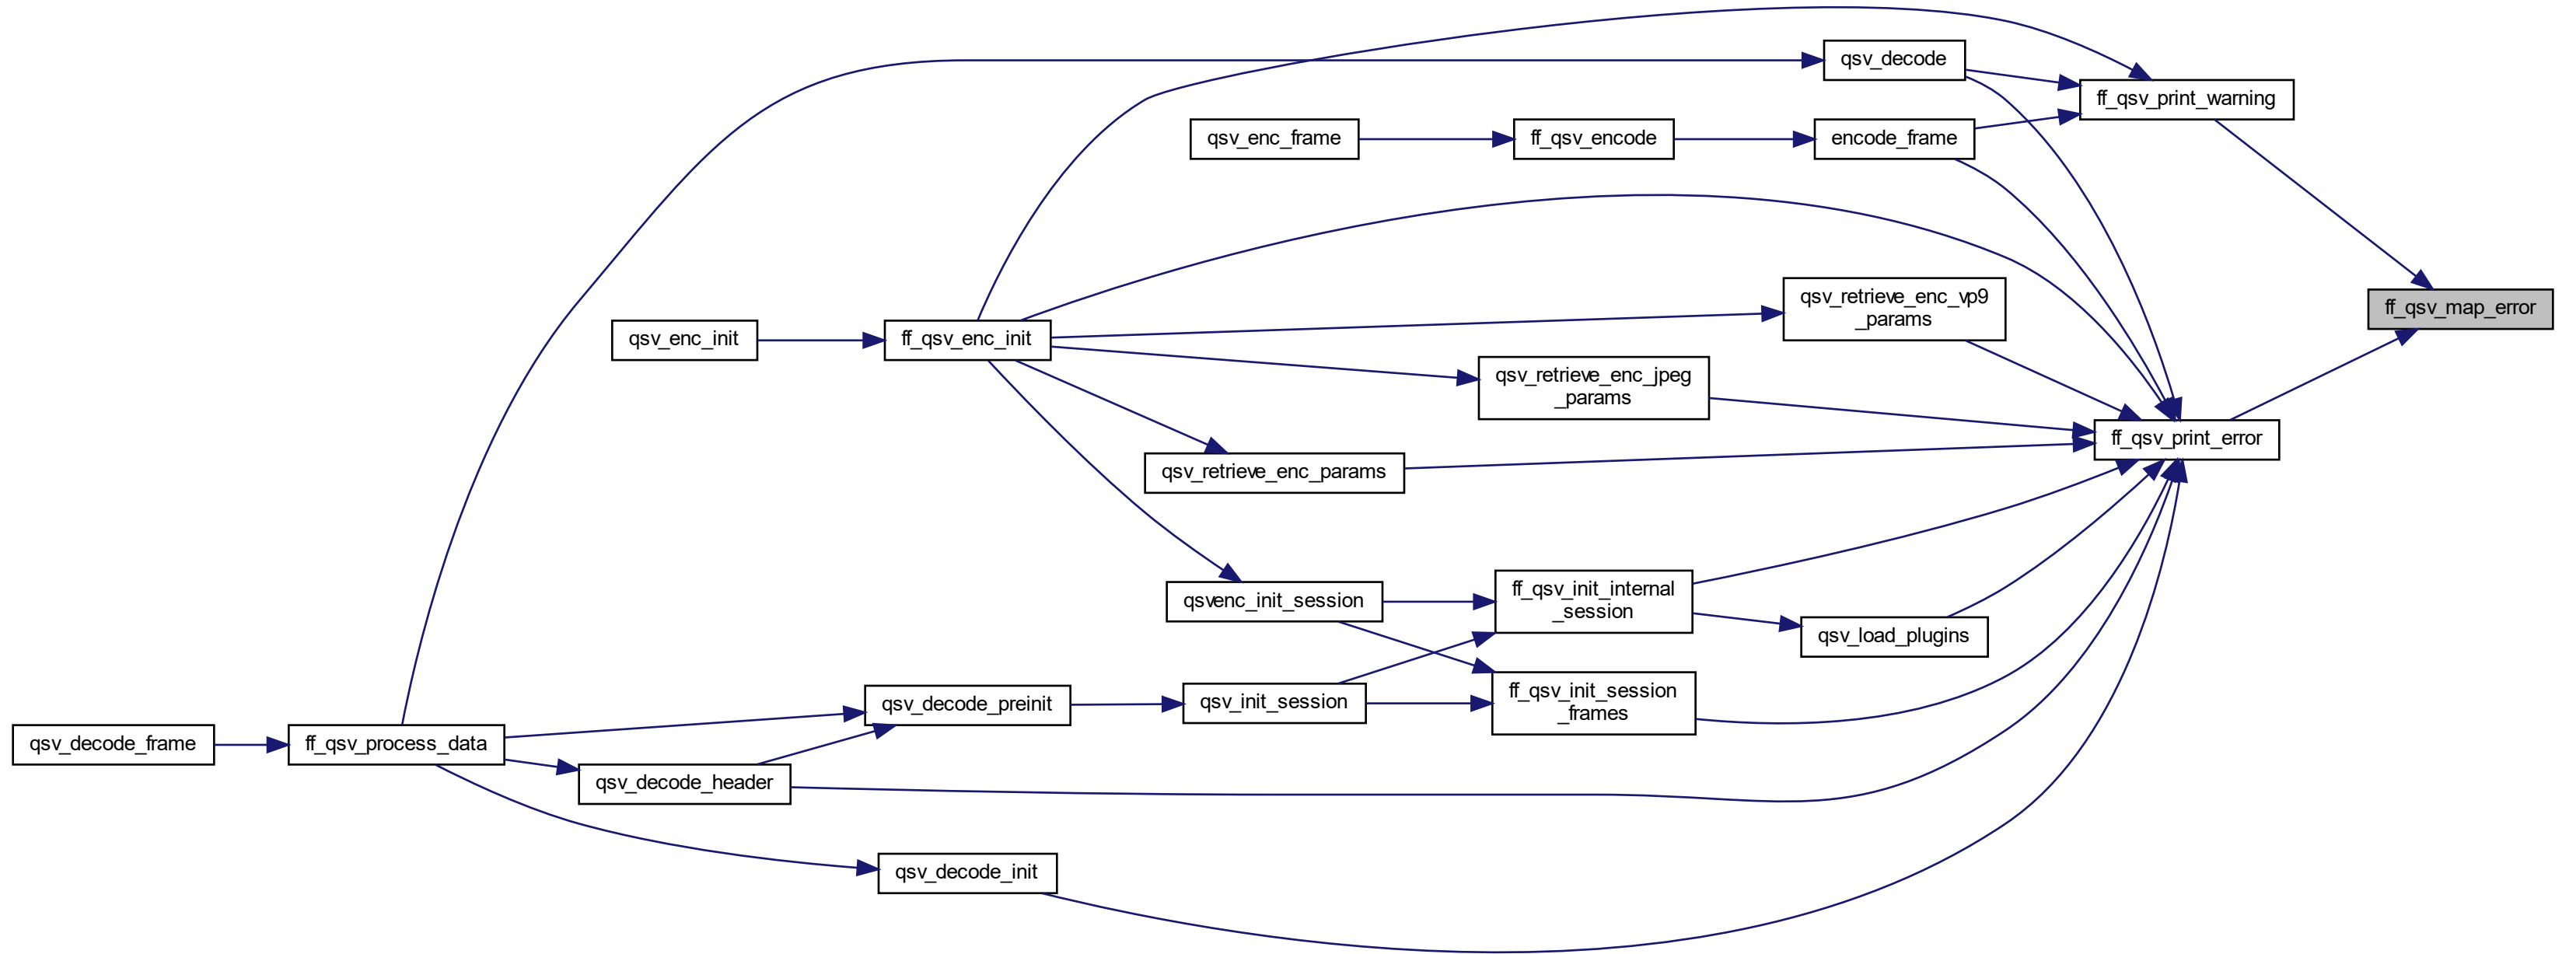 qsv_decode
ff_qsv_print_warning
qsv_enc_frame
ff_qsv_encode
encode_frame
qsv_retrieve_enc_vp9
_params
ff_qsv_map_error
qsv_enc_init
ff_qsv_enc_init
qsv_retrieve_enc_jpeg
_params
ff_qsv_print_error
qsv_retrieve_enc_params
qsvenc_init_session
ff_qsv_init_internal
_session
qsv_load_plugins
qsv_decode_preinit
qsv_init_session
ff_qsv_init_session
_frames
qsv_decode_frame
ff_qsv_process_data
qsv_decode_header
qsv_decode_init